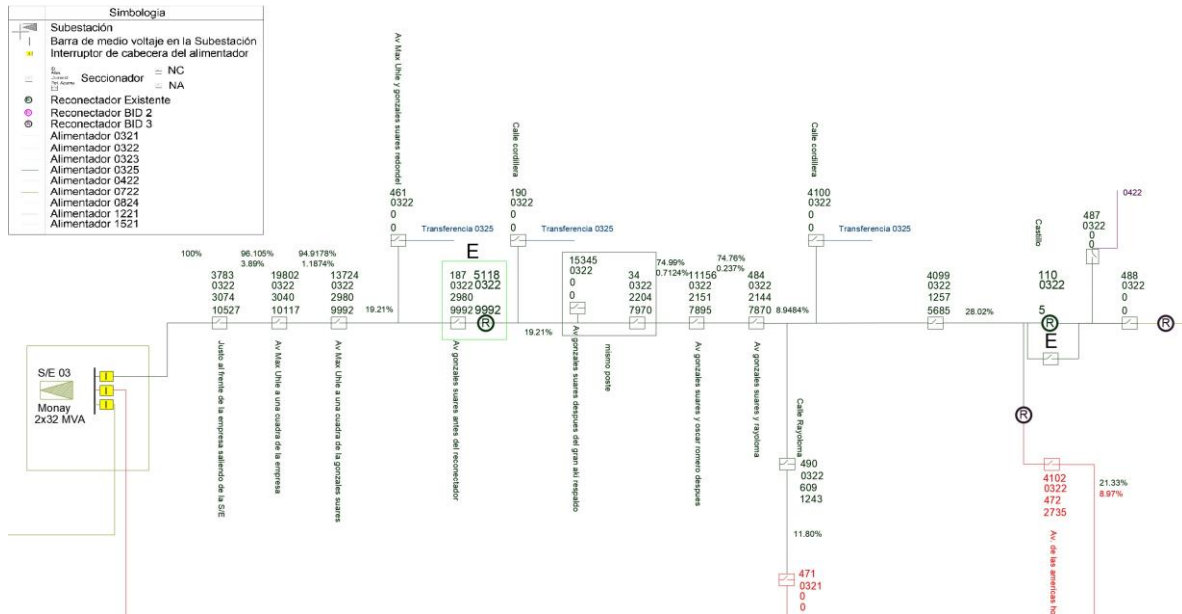 Simbologia
Subestación
Barra de medio voltaje en la Subestación
Interruptor de cabecera del alimentador
Seccionador
NC
NA
Reconectador Existente
Reconectador BID 2
Reconectador BID 3
Alimentador 0321
Alimentador 0322
Alimentador 0323
Alimentador 0325
Alimentador 0422
Alimentador 0722
Alimentador 0824
Alimentador 1221
Alimentador 1521
Av Max Uhle y gonzales suares redondel
461
0322
0
0
Transferencia 0325
Calle cordillera
190
0322
0
0
Transferencia 0325
Calle cordillera
4100
0322
0
0
Transferencia 0325
Castillo
487
0322
0
0
0422
100%
96.105%
3.89%
94.9178%
1.1874%
3783
0322
3074
10527
19802
0322
3040
10117
13724
0322
2980
9992
19.21%
E
187
0322
2980
9992
5118
0322
9992
R
19.21%
15345
0322
0
0
34
0322
2204
7970
74.99%
0.7124%
11156
0322
2151
7895
74.76%
0.237%
484
0322
2144
7870
8.9484%
4099
0322
1257
5685
28.02%
110
0322
5
R
E
488
0322
0
0
R
Justo al frente de la empresa saliendo de la S/E
Av Max Uhle a una cuadra de la empresa
Av Max Uhle a una cuadra de la gonzales suares
Av gonzales suares antes del reconectador
Av gonzales suares despues del gran aki respaldo
mismo poste
Av gonzales suares y oscar romero despues
Av gonzales suares y rayoloma
S/E 03
Monay
2x32 MVA
Calle Rayoloma
490
0322
609
1243
11.80%
471
0321
0
0
R
4102
0322
472
2735
21.33%
8.97%
Av. de las americas